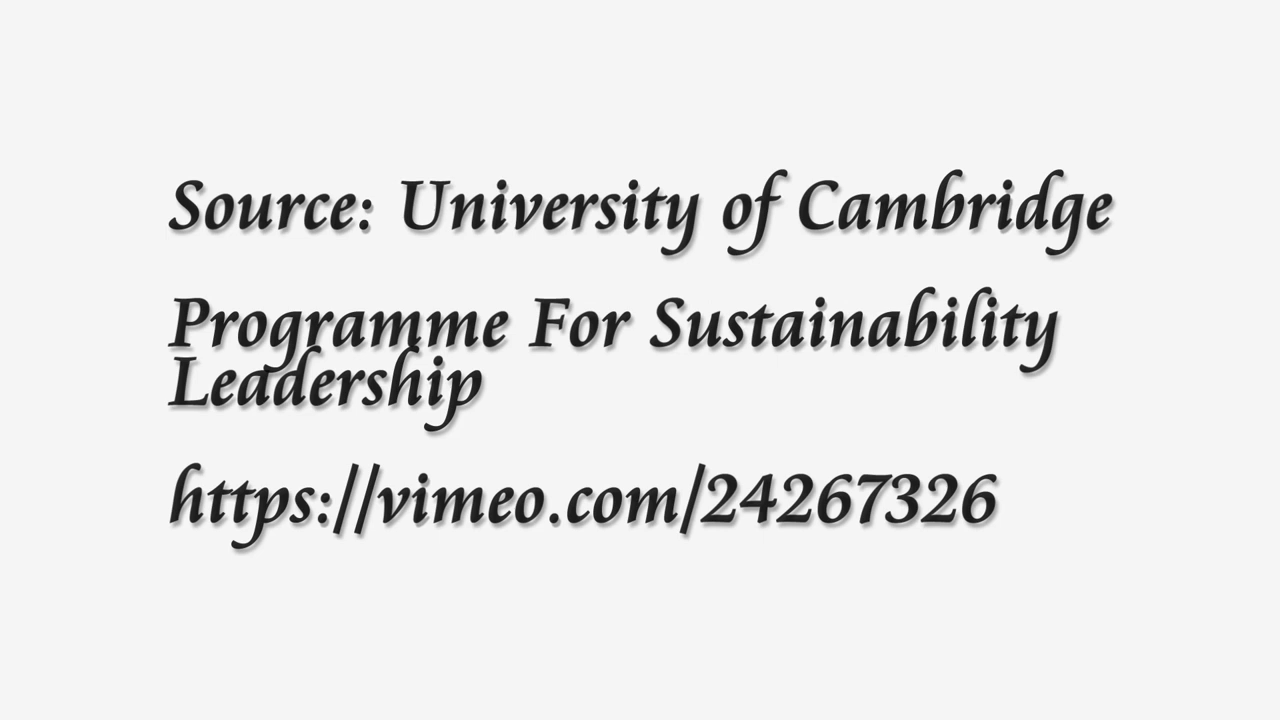 Source: University of Cambridge
Programme For Sustainability
Leadership
https://vimeo.com/24267326